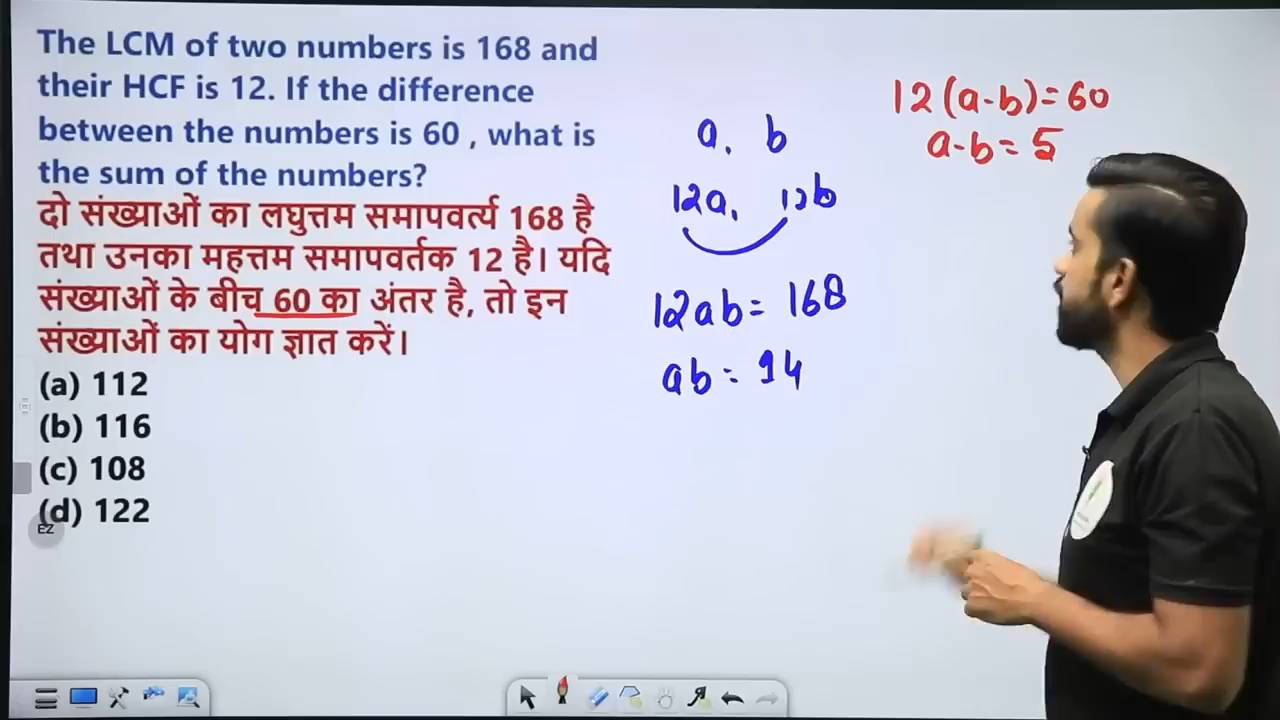 The LCM of two numbers is 168 and
their HCF is 12. If the difference
between the numbers is 60 , what is
the sum of the numbers?
दो संख्याओं का लघुत्तम समापवर्त्य 168 है
तथा उनका महत्तम समापवर्तक 12 है। यदि
संख्याओं के बीच 60 का अंतर है, तो इन
संख्याओं का योग ज्ञात करें।
(a) 112
(b) 116
(c) 108
(d) 122
EZ
a, b
12a, 12b
12ab = 168
ab = 14
12(a-b)=60
a-b= 5